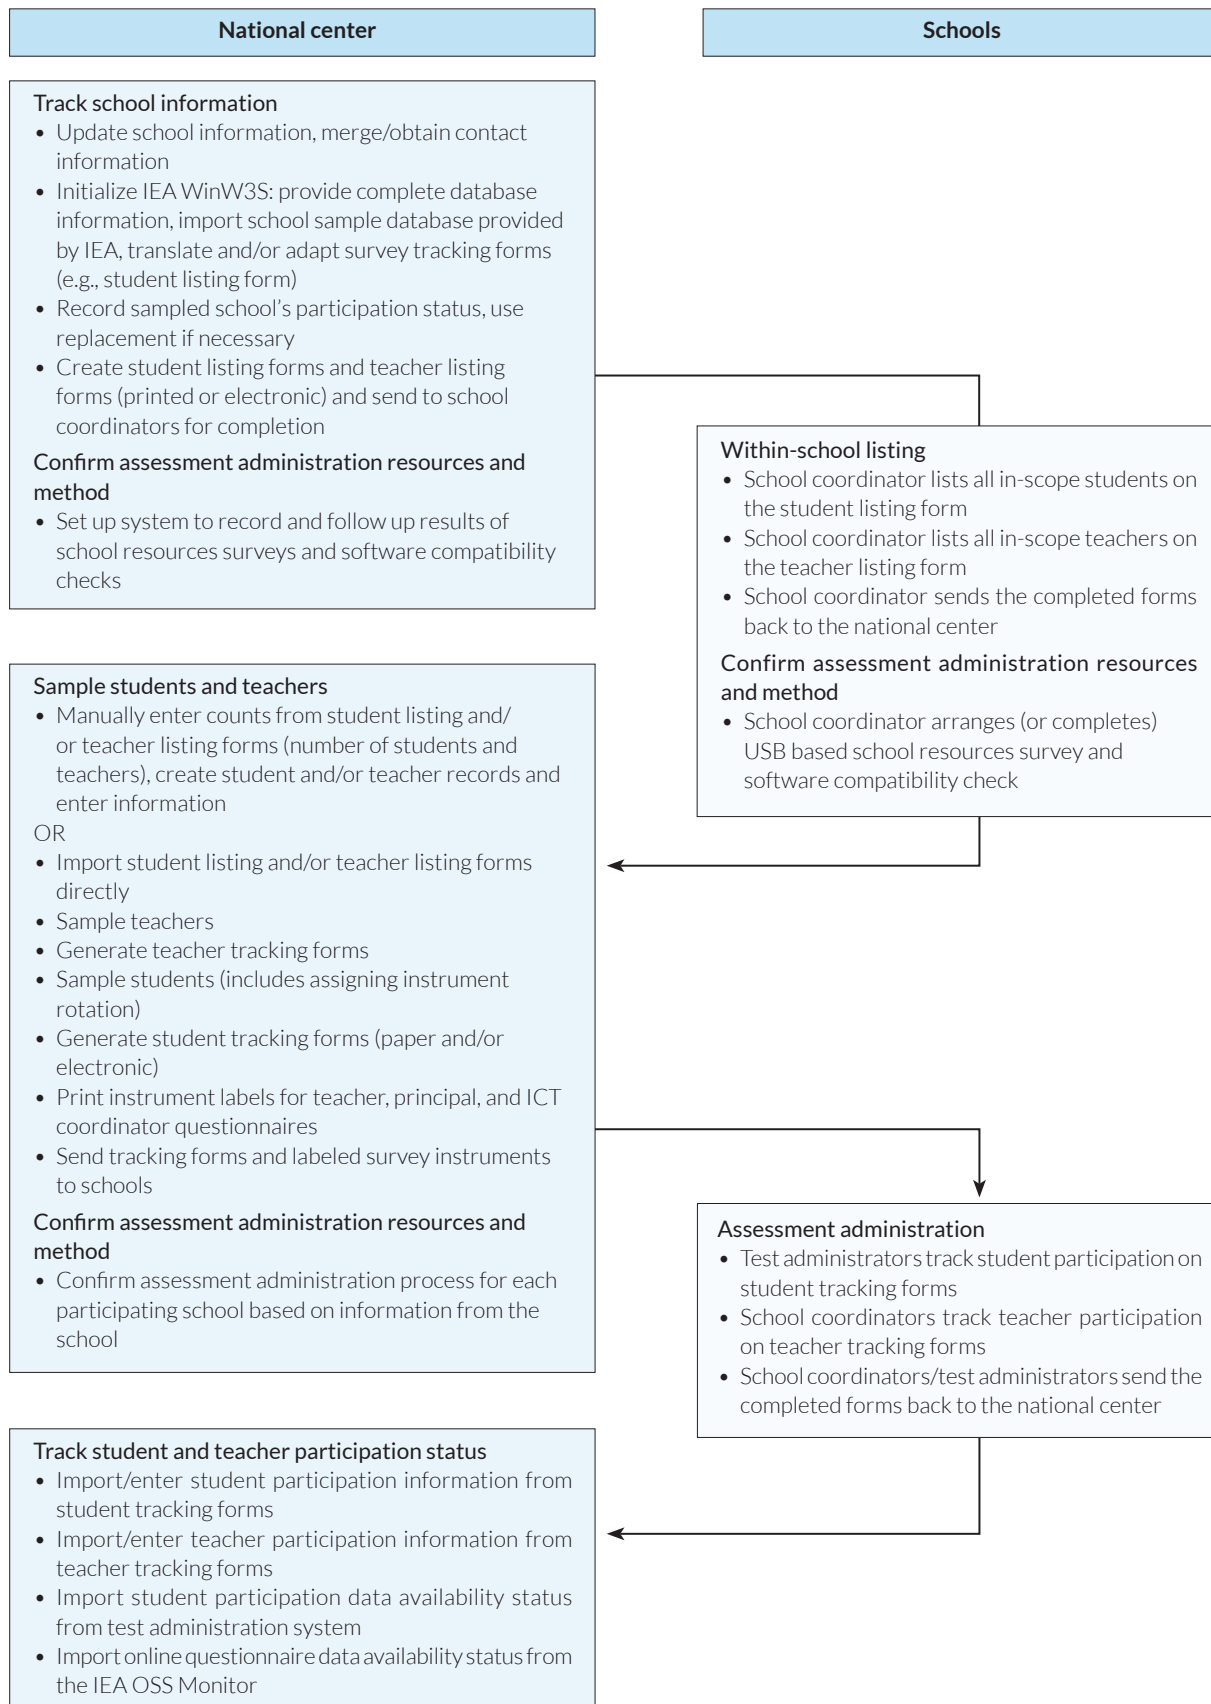 National center
Schools
Track school information
• Update school information, merge/obtain contact
information
• Initialize IEA WinW3S: provide complete database
information, import school sample database provided
by IEA, translate and/or adapt survey tracking forms
(e.g., student listing form)
• Record sampled school's participation status, use
replacement if necessary
• Create student listing forms and teacher listing
forms (printed or electronic) and send to school
coordinators for completion
Confirm assessment administration resources and
method
• Set up system to record and follow up results of
school resources surveys and software compatibility
checks
Within-school listing
• School coordinator lists all in-scope students on
the student listing form
• School coordinator lists all in-scope teachers on
the teacher listing form
• School coordinator sends the completed forms
back to the national center
Confirm assessment administration resources
and method
• School coordinator arranges (or completes)
USB based school resources survey and
software compatibility check
Sample students and teachers
• Manually enter counts from student listing and/
or teacher listing forms (number of students and
teachers), create student and/or teacher records and
enter information
OR
• Import student listing and/or teacher listing forms
directly
• Sample teachers
• Generate teacher tracking forms
• Sample students (includes assigning instrument
rotation)
• Generate student tracking forms (paper and/or
electronic)
• Print instrument labels for teacher, principal, and ICT
coordinator questionnaires
• Send tracking forms and labeled survey instruments
to schools
Confirm assessment administration resources and
method
• Confirm assessment administration process for each
participating school based on information from the
school
Assessment administration
• Test administrators track student participation on
student tracking forms
• School coordinators track teacher participation
on teacher tracking forms
• School coordinators/test administrators send the
completed forms back to the national center
Track student and teacher participation status
• Import/enter student participation information from
student tracking forms
• Import/enter teacher participation information from
teacher tracking forms
• Import student participation data availability status
from test administration system
• Import online questionnaire data availability status from
the IEA OSS Monitor